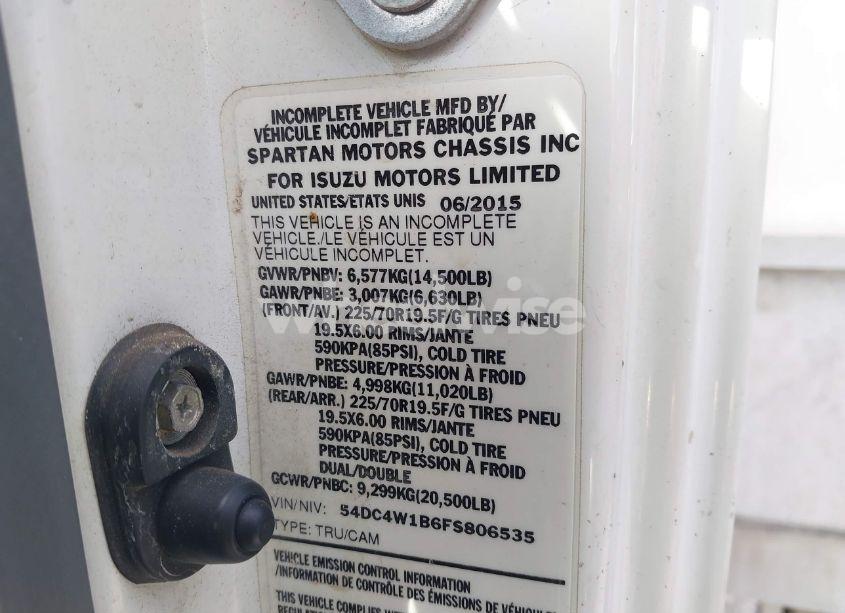 INCOMPLETE VEHICLE MFD BY/
VÉHICULE INCOMPLET FABRIQUÉ PAR
SPARTAN MOTORS CHASSIS INC
FOR ISUZU MOTORS LIMITED
UNITED STATES/ETATS UNIS 06/2015
THIS VEHICLE IS AN INCOMPLETE
VEHICLE./LE VÉHICULE EST UN
VÉHICULE INCOMPLET.
GVWR/PNBV: 6,577KG(14,500LB)
GAWR/PNBE: 3,007KG(6,630LB)
(FRONT/AV.) 225/70R19.5F/G TIRES PNEU
19.5X6.00 RIMS/JANTE
590KPA(85PSI), COLD TIRE
PRESSURE/PRESSION À FROID
GAWR/PNBE: 4,998KG(11,020LB)
(REAR/ARR.) 225/70R19.5F/G TIRES PNEU
19.5X6.00 RIMS/JANTE
590KPA(85PSI), COLD TIRE
PRESSURE/PRESSION À FROID
DUAL/DOUBLE
GCWR/PNBC: 9,299KG(20,500LB)
VIN/NIV: 54DC4W1B6FS806535
TYPE: TRU/CAM
VEHICLE EMISSION CONTROL INFORMATION
/INFORMATION DE CONTRÔLE DES ÉMISSIONS DE VÉHICULES
THIS VEHICLE COMPLIES WITH